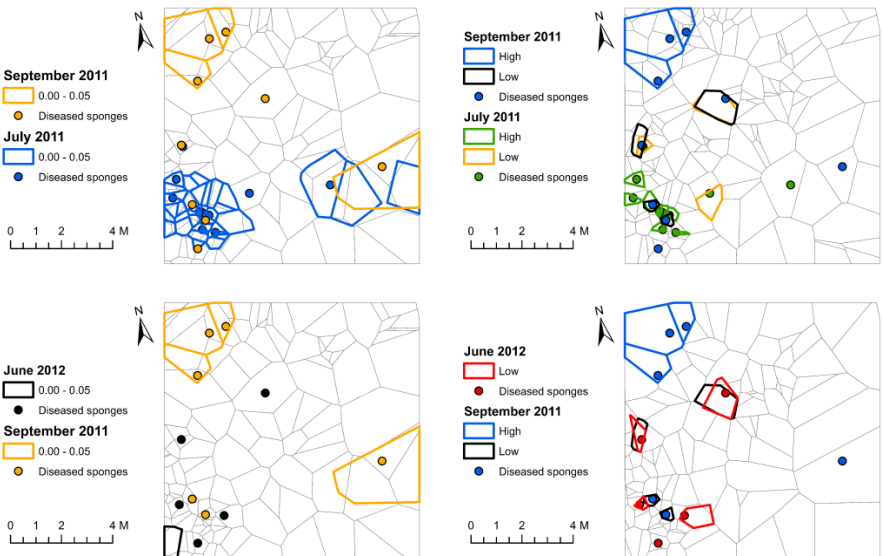 N
September 2011
0.00 - 0.05
Diseased sponges
July 2011
0.00 - 0.05
Diseased sponges
0 1 2 4 M
N
September 2011
High
Low
Diseased sponges
July 2011
High
Low
Diseased sponges
0 1 2 4 M
N
June 2012
0.00 - 0.05
Diseased sponges
September 2011
0.00 - 0.05
Diseased sponges
0 1 2 4 M
N
June 2012
Low
Diseased sponges
September 2011
High
Low
Diseased sponges
0 1 2 4 M